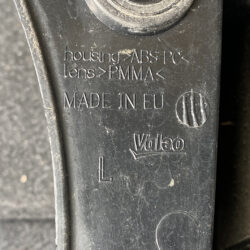 housing>ABS PC<
lens>PMMA<
MADE IN EU
Valeo
L